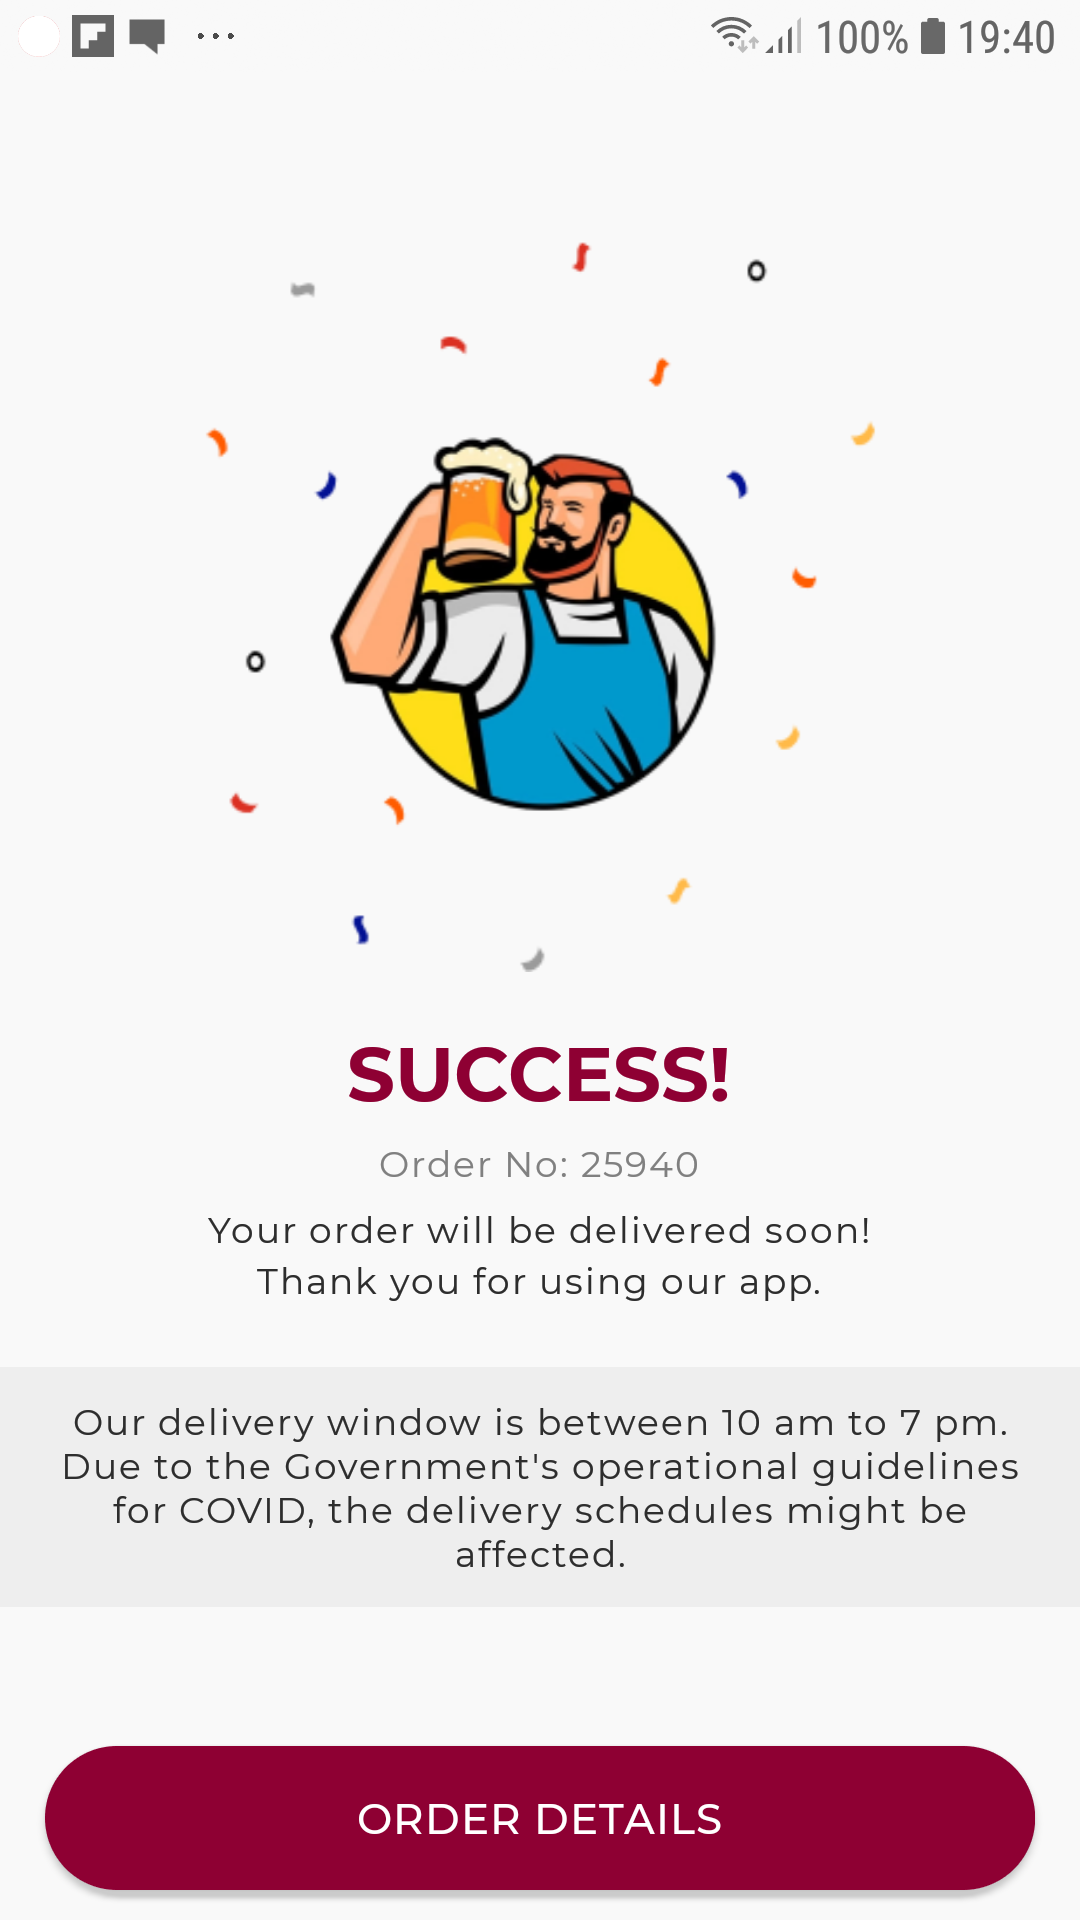 100% 19:40
SUCCESS!
Order No: 25940
Your order will be delivered soon!
Thank you for using our app.
Our delivery window is between 10 am to 7 pm.
Due to the Government's operational guidelines
for COVID, the delivery schedules might be
affected.
ORDER DETAILS